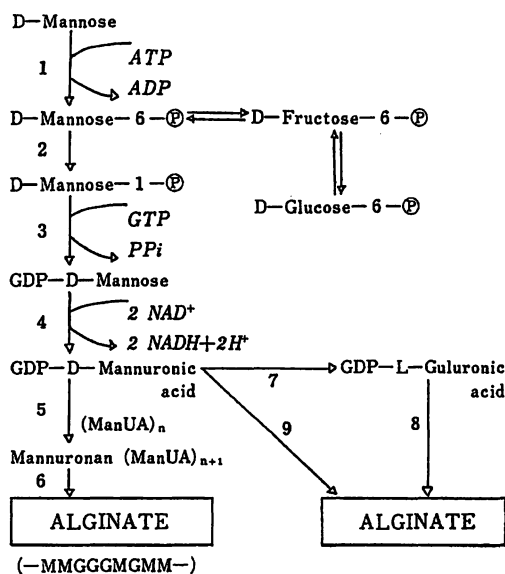 D—Mannose
1
ATP
ADP
D—Mannose—6—Ⓟ
D—Fructose—6—Ⓟ
2
D—Mannose—1—Ⓟ
D—Glucose—6—Ⓟ
3
GTP
PPi
GDP—D—Mannose
4
2 NAD⁺
2 NADH+2H⁺
GDP—D—Mannuronic acid
7
GDP—L—Guluronic acid
5
(ManUA)ₙ
9
8
Mannuronan (ManUA)ₙ₊₁
6
ALGINATE
ALGINATE
(—MMGGGMGMM—)